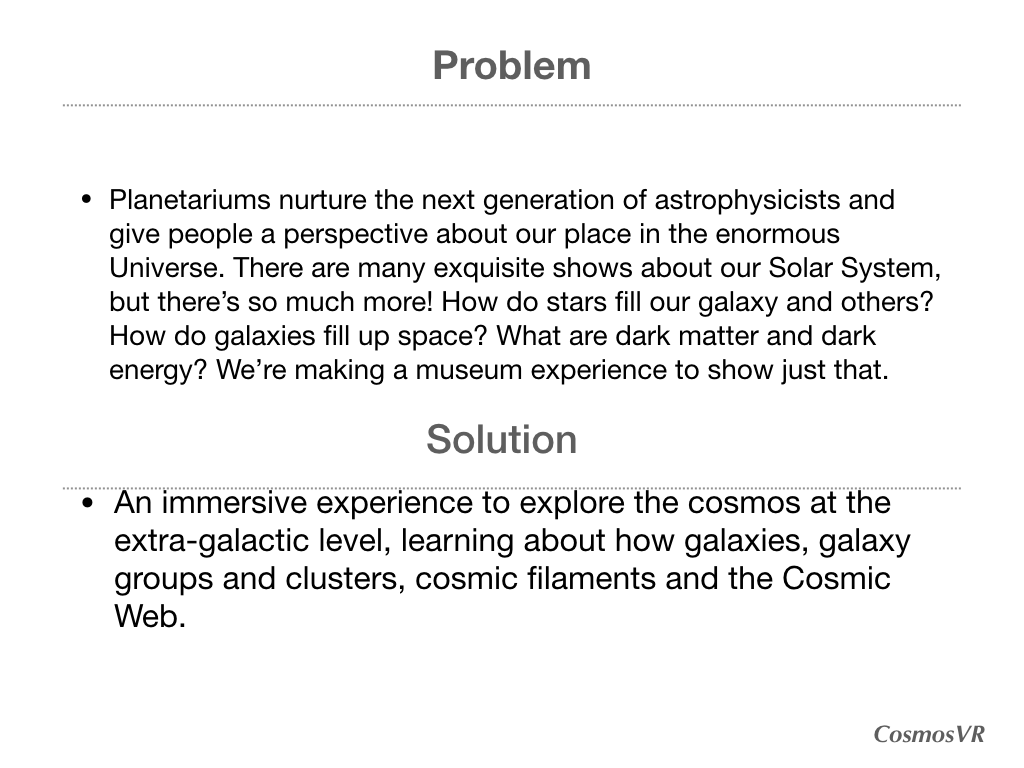 Problem
• Planetariums nurture the next generation of astrophysicists and
give people a perspective about our place in the enormous
Universe. There are many exquisite shows about our Solar System,
but there’s so much more! How do stars fill our galaxy and others?
How do galaxies fill up space? What are dark matter and dark
energy? We’re making a museum experience to show just that.
Solution
• An immersive experience to explore the cosmos at the
extra-galactic level, learning about how galaxies, galaxy
groups and clusters, cosmic filaments and the Cosmic
Web.
CosmosVR